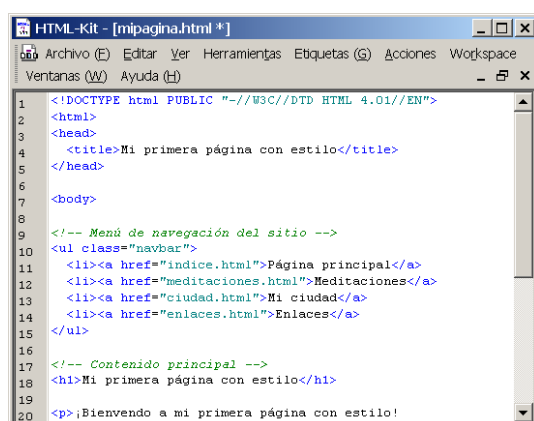 HTML-Kit - [mipagina.html *]
Archivo (F) Editar Ver Herramientas Etiquetas (G) Acciones Workspace
Ventanas (W) Ayuda (H)
1 <!DOCTYPE html PUBLIC "-//W3C//DTD HTML 4.01//EN">
2 <html>
3 <head>
4 <title>Mi primera página con estilo</title>
5 </head>
6
7 <body>
8
9 <!-- Menú de navegación del sitio -->
10 <ul class="navbar">
11 <li><a href="indice.html">Página principal</a>
12 <li><a href="meditaciones.html">Meditaciones</a>
13 <li><a href="ciudad.html">Mi ciudad</a>
14 <li><a href="enlaces.html">Enlaces</a>
15 </ul>
16
17 <!-- Contenido principal -->
18 <h1>Mi primera página con estilo</h1>
19
20 <p>¡Bienvendo a mi primera página con estilo!